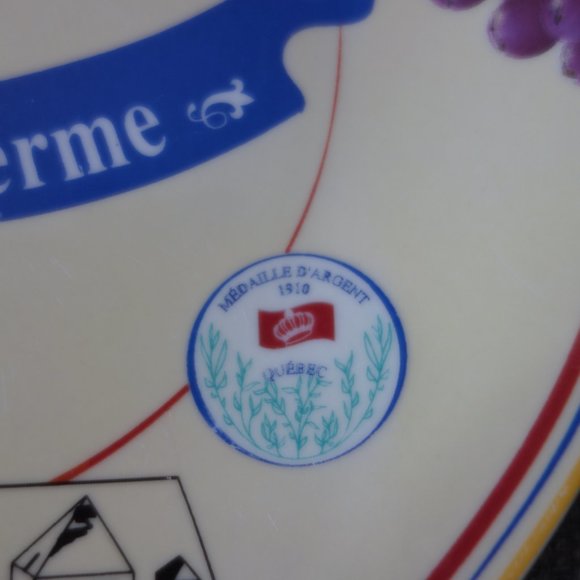 erme
MÉDAILLE D'ARGENT
1910
QUÉBEC